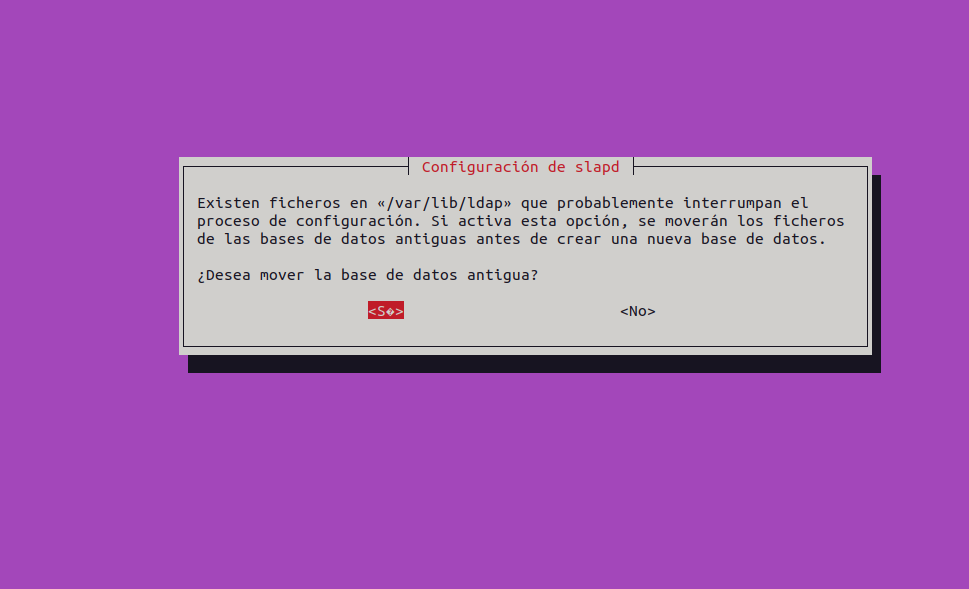 Configuración de slapd
Existen ficheros en «/var/lib/ldap» que probablemente interrumpan el
proceso de configuración. Si activa esta opción, se moverán los ficheros
de las bases de datos antiguas antes de crear una nueva base de datos.
¿Desea mover la base de datos antigua?
<S�> <No>